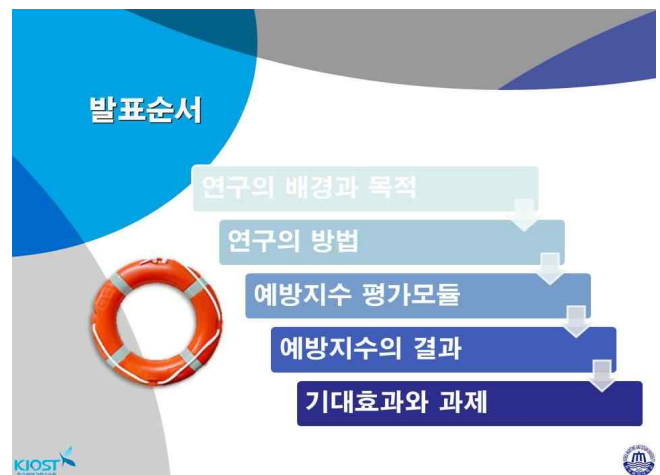 발표순서
연구의 배경과 목적
연구의 방법
예방지수 평가모듈
예방지수의 결과
기대효과와 과제
KIOST